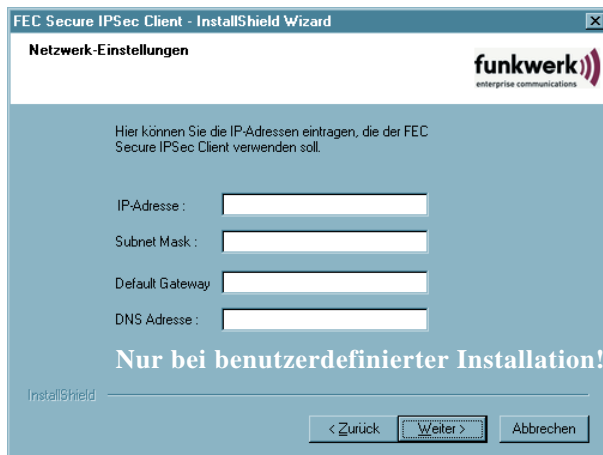 FEC Secure IPSec Client - InstallShield Wizard
Netzwerk-Einstellungen
funkwerk
enterprise communications
Hier können Sie die IP-Adressen eintragen, die der FEC
Secure IPSec Client verwenden soll.
IP-Adresse :
Subnet Mask :
Default Gateway
DNS Adresse :
Nur bei benutzerdefinierter Installation!
InstallShield
< Zurück
Weiter >
Abbrechen